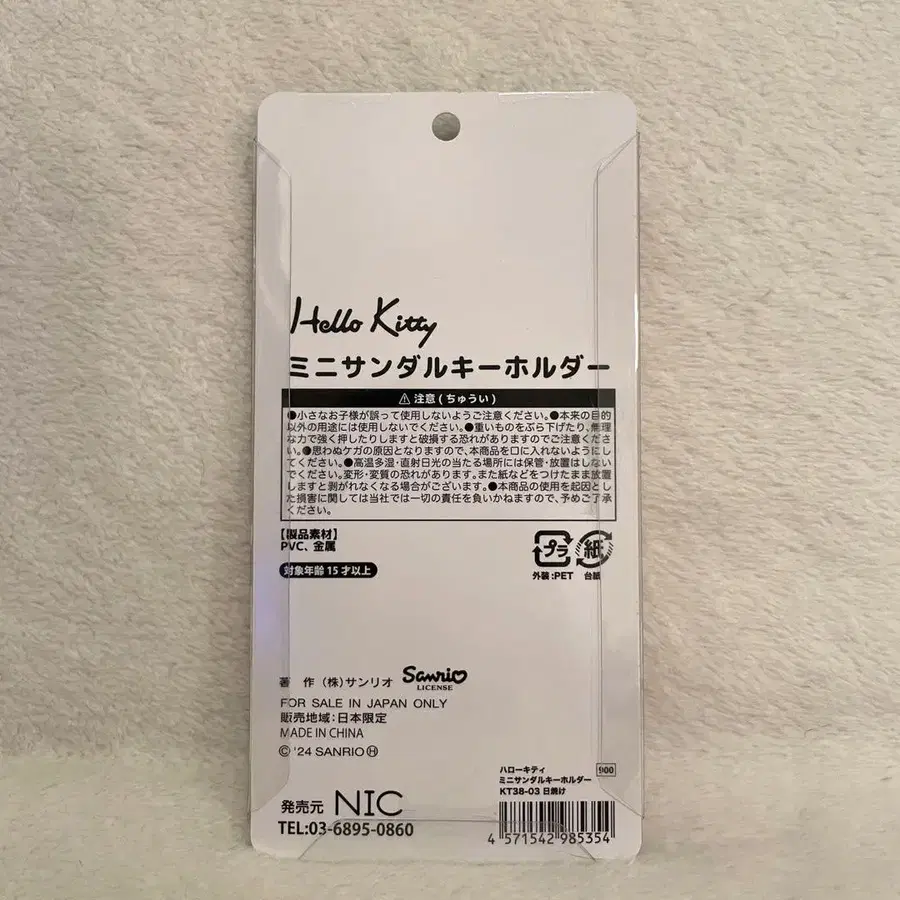 Hello Kitty
ミニサンダルキーホルダー
⚠ 注意 ( ちゅうい )
●小さなお子様が誤って使用しないようご注意ください。●本来の目的
以外の用途には使用しないでください。●重いものをぶら下げたり、無理
な力で強く押したりしますと破損する恐れがありますのでご注意くださ
い。●思わぬケガの原因となりますので、本商品を口に入れないようにし
てください。●高温多湿・直射日光の当たる場所には保管・放置はしない
でください。変形・変質の恐れがあります。また紙などをつけたまま放置
しますと剥がれなくなる場合がございます。●本商品の使用を起因とし
た損害に関しては当社では一切の責任を負いかねますので、予めご了承
ください。
【製品素材】
PVC、金属
対象年齢 15 才以上
プラ 紙
外装:PET 台紙
著 作 (株)サンリオ Sanrio
LICENSE
FOR SALE IN JAPAN ONLY
販売地域:日本限定
MADE IN CHINA
© '24 SANRIO Ⓗ
発売元 NIC
TEL:03-6895-0860
ハローキティ 900
ミニサンダルキーホルダー
KT38-03 日焼け
4 571542 985354